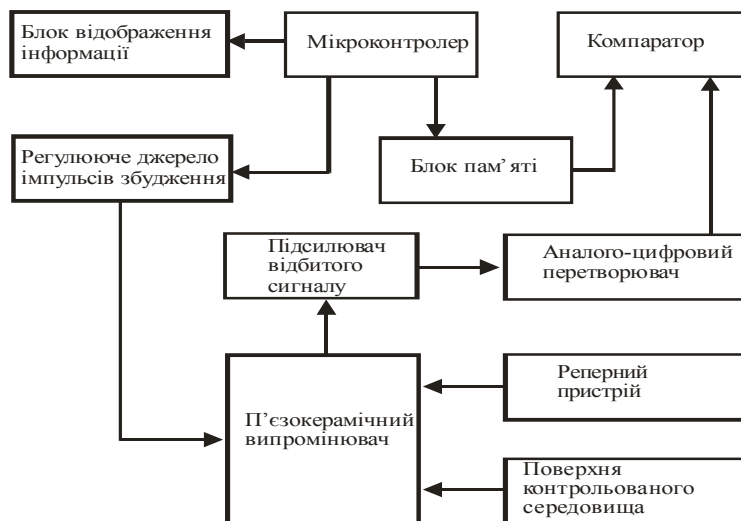 Блок відображення
інформації
Мікроконтролер
Компаратор
Регулююче джерело
імпульсів збудження
Блок пам’яті
Підсилювач
відбитого
сигналу
Аналого-цифровий
перетворювач
П’єзокерамічний
випромінювач
Реперний
пристрій
Поверхня
контрольованого
середовища